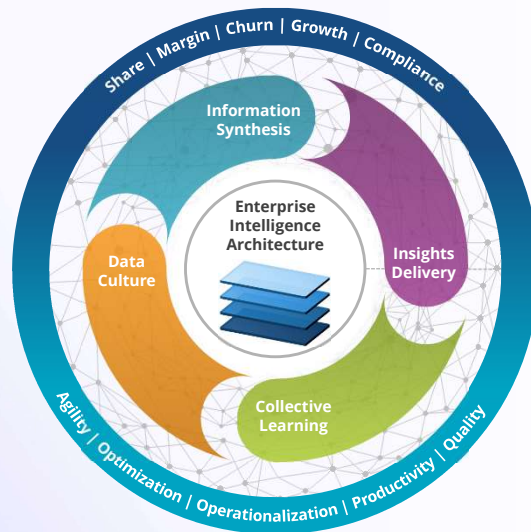 Share | Margin | Churn | Growth | Compliance
Information
Synthesis
Enterprise
Intelligence
Architecture
Data
Culture
Insights
Delivery
Collective
Learning
Agility | Optimization | Operationalization | Productivity | Quality